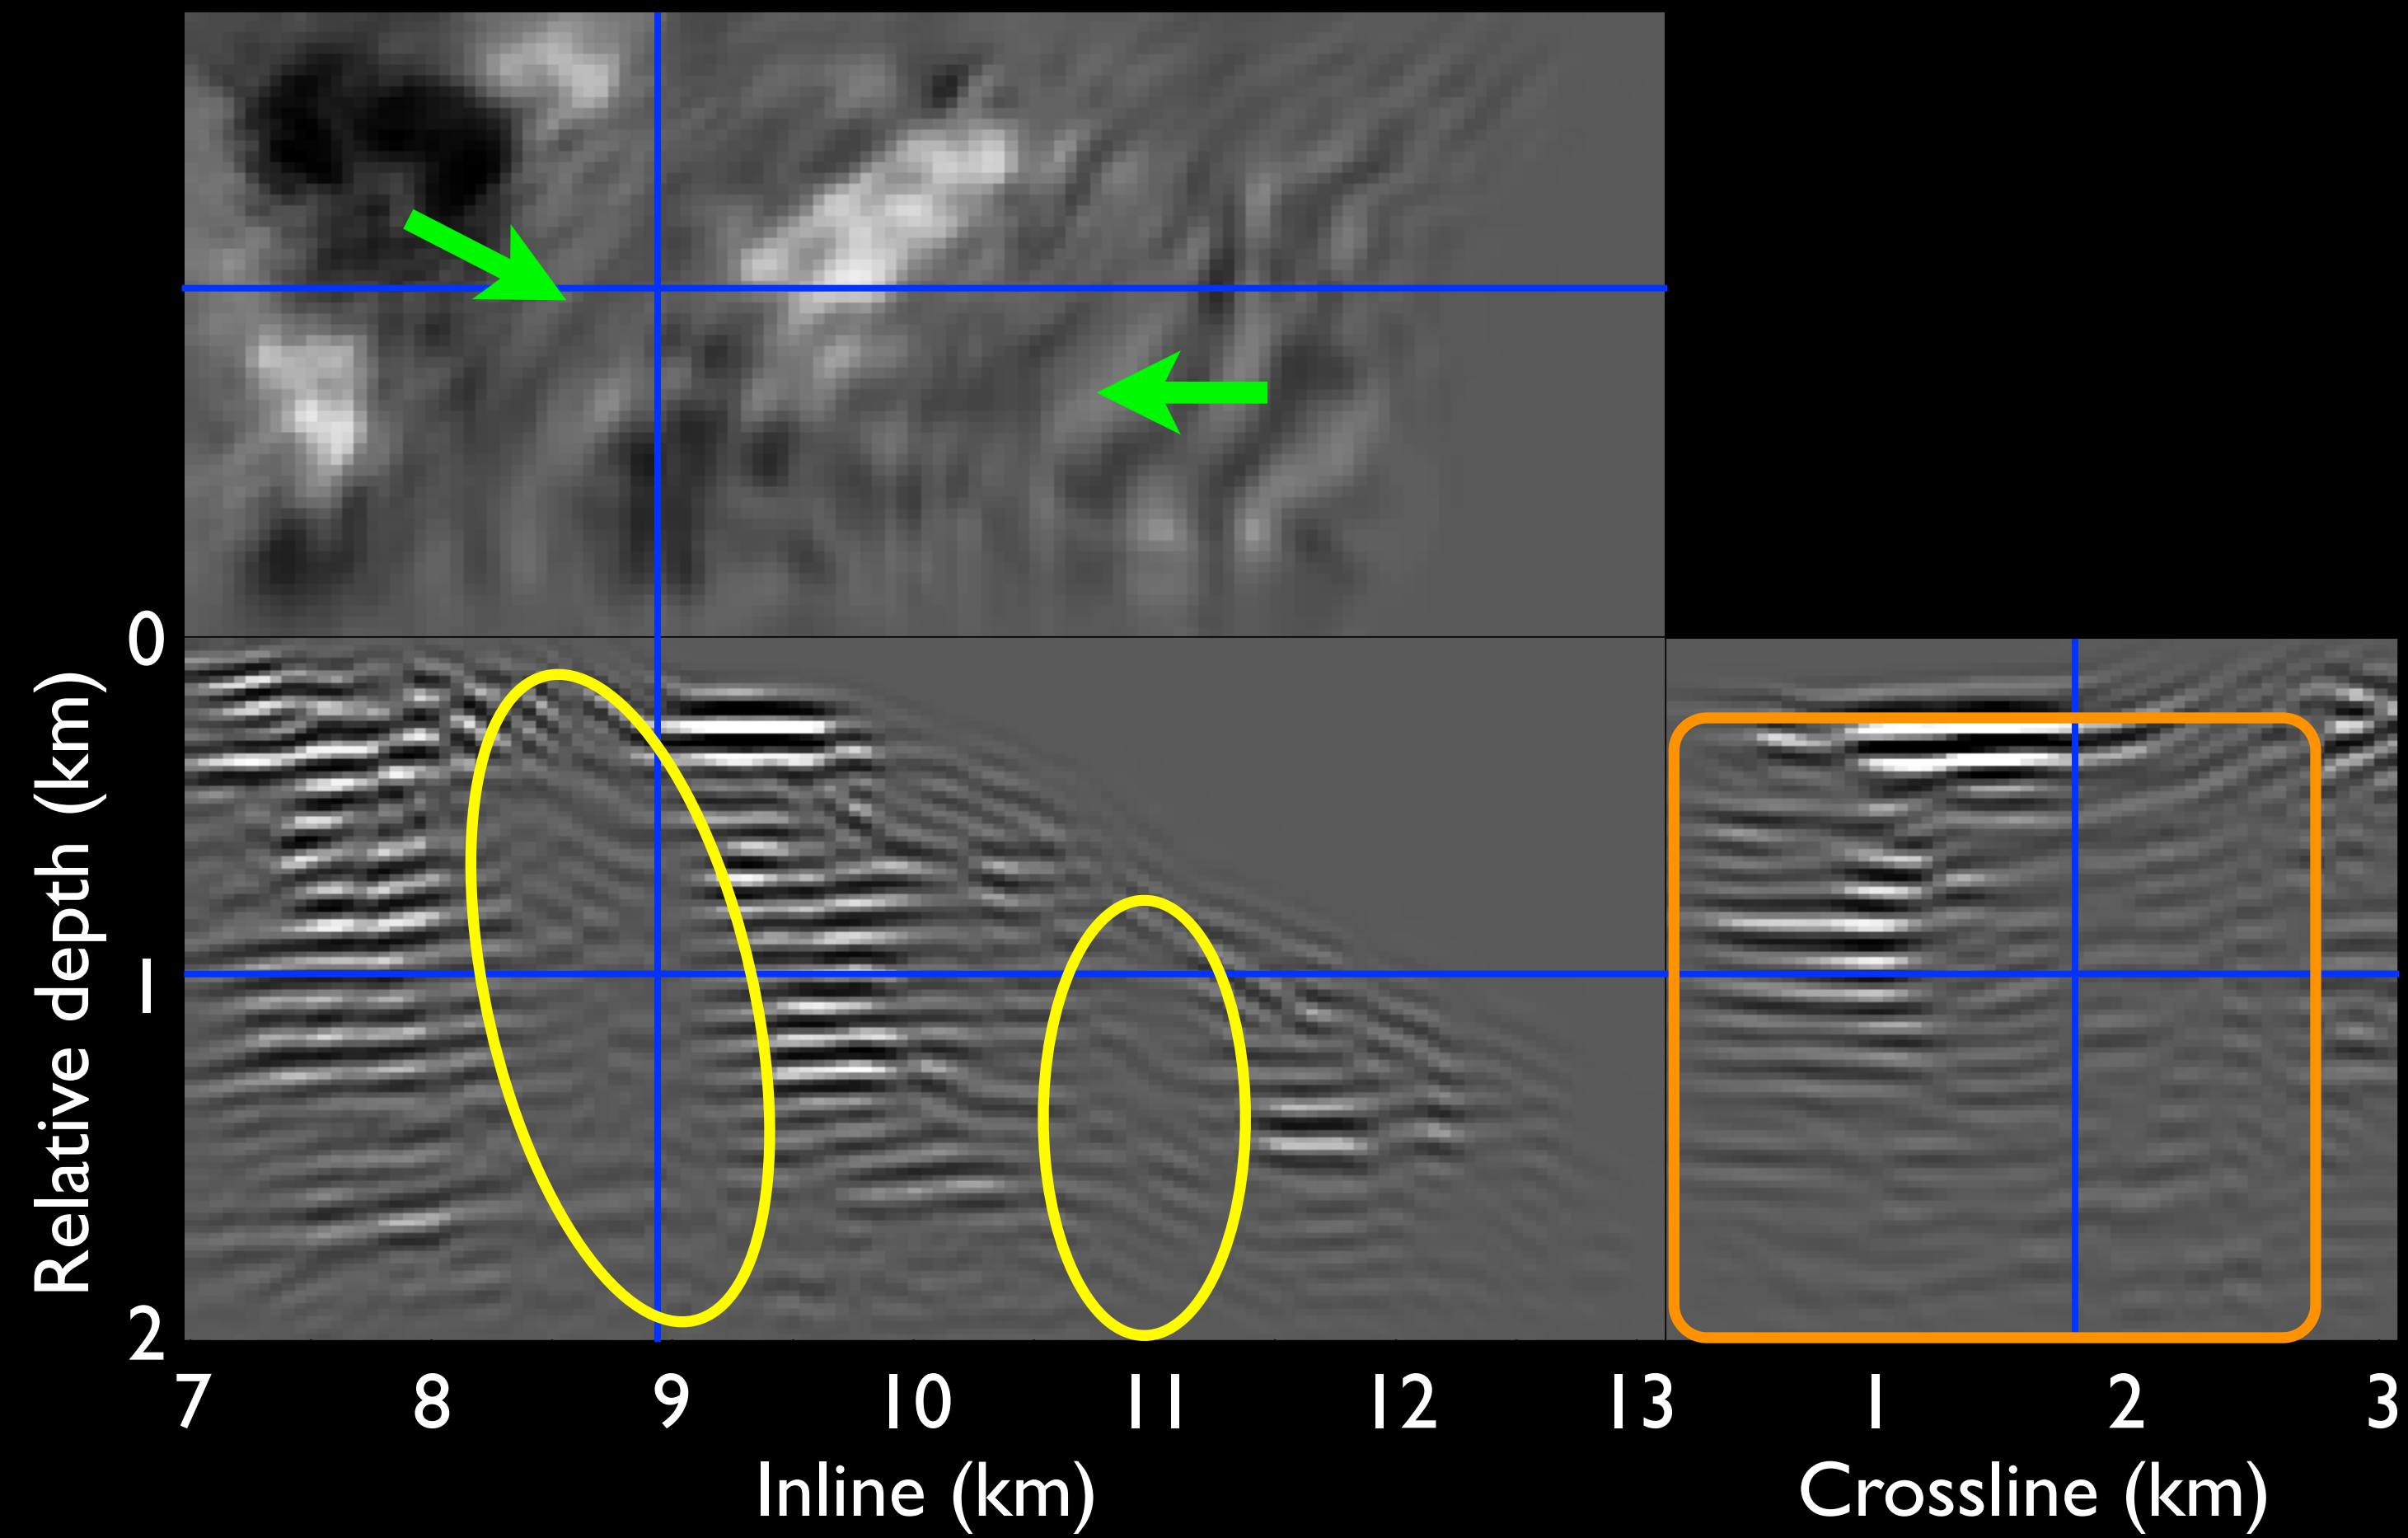 0
Relative depth (km)
1
2
7 8 9 10 11 12 13 1 2 3
Inline (km) Crossline (km)